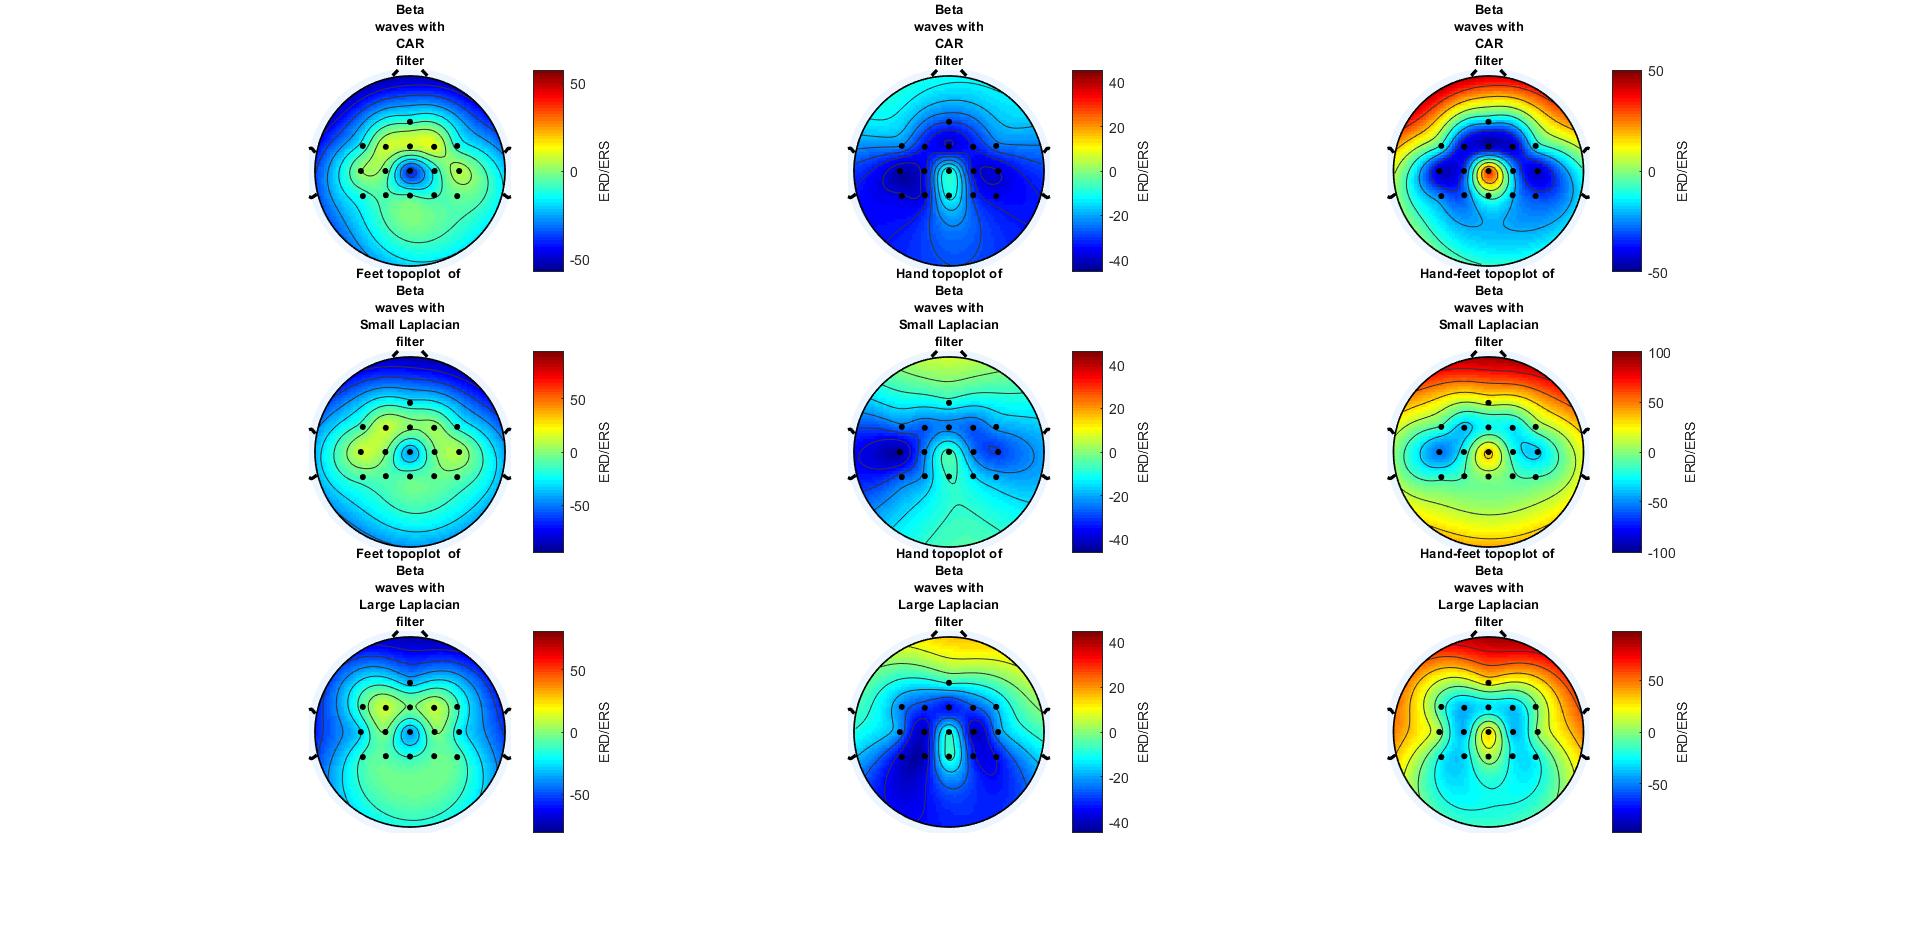 Beta
waves with
CAR
filter
50
0
-50
ERD/ERS
Beta
waves with
CAR
filter
40
20
0
-20
-40
ERD/ERS
Beta
waves with
CAR
filter
50
0
-50
ERD/ERS
Feet topoplot  of
Beta
waves with
Small Laplacian
filter
50
0
-50
ERD/ERS
Hand topoplot of
Beta
waves with
Small Laplacian
filter
40
20
0
-20
-40
ERD/ERS
Hand-feet topoplot of
Beta
waves with
Small Laplacian
filter
100
50
0
-50
-100
ERD/ERS
Feet topoplot  of
Beta
waves with
Large Laplacian
filter
50
0
-50
ERD/ERS
Hand topoplot of
Beta
waves with
Large Laplacian
filter
40
20
0
-20
-40
ERD/ERS
Hand-feet topoplot of
Beta
waves with
Large Laplacian
filter
50
0
-50
ERD/ERS